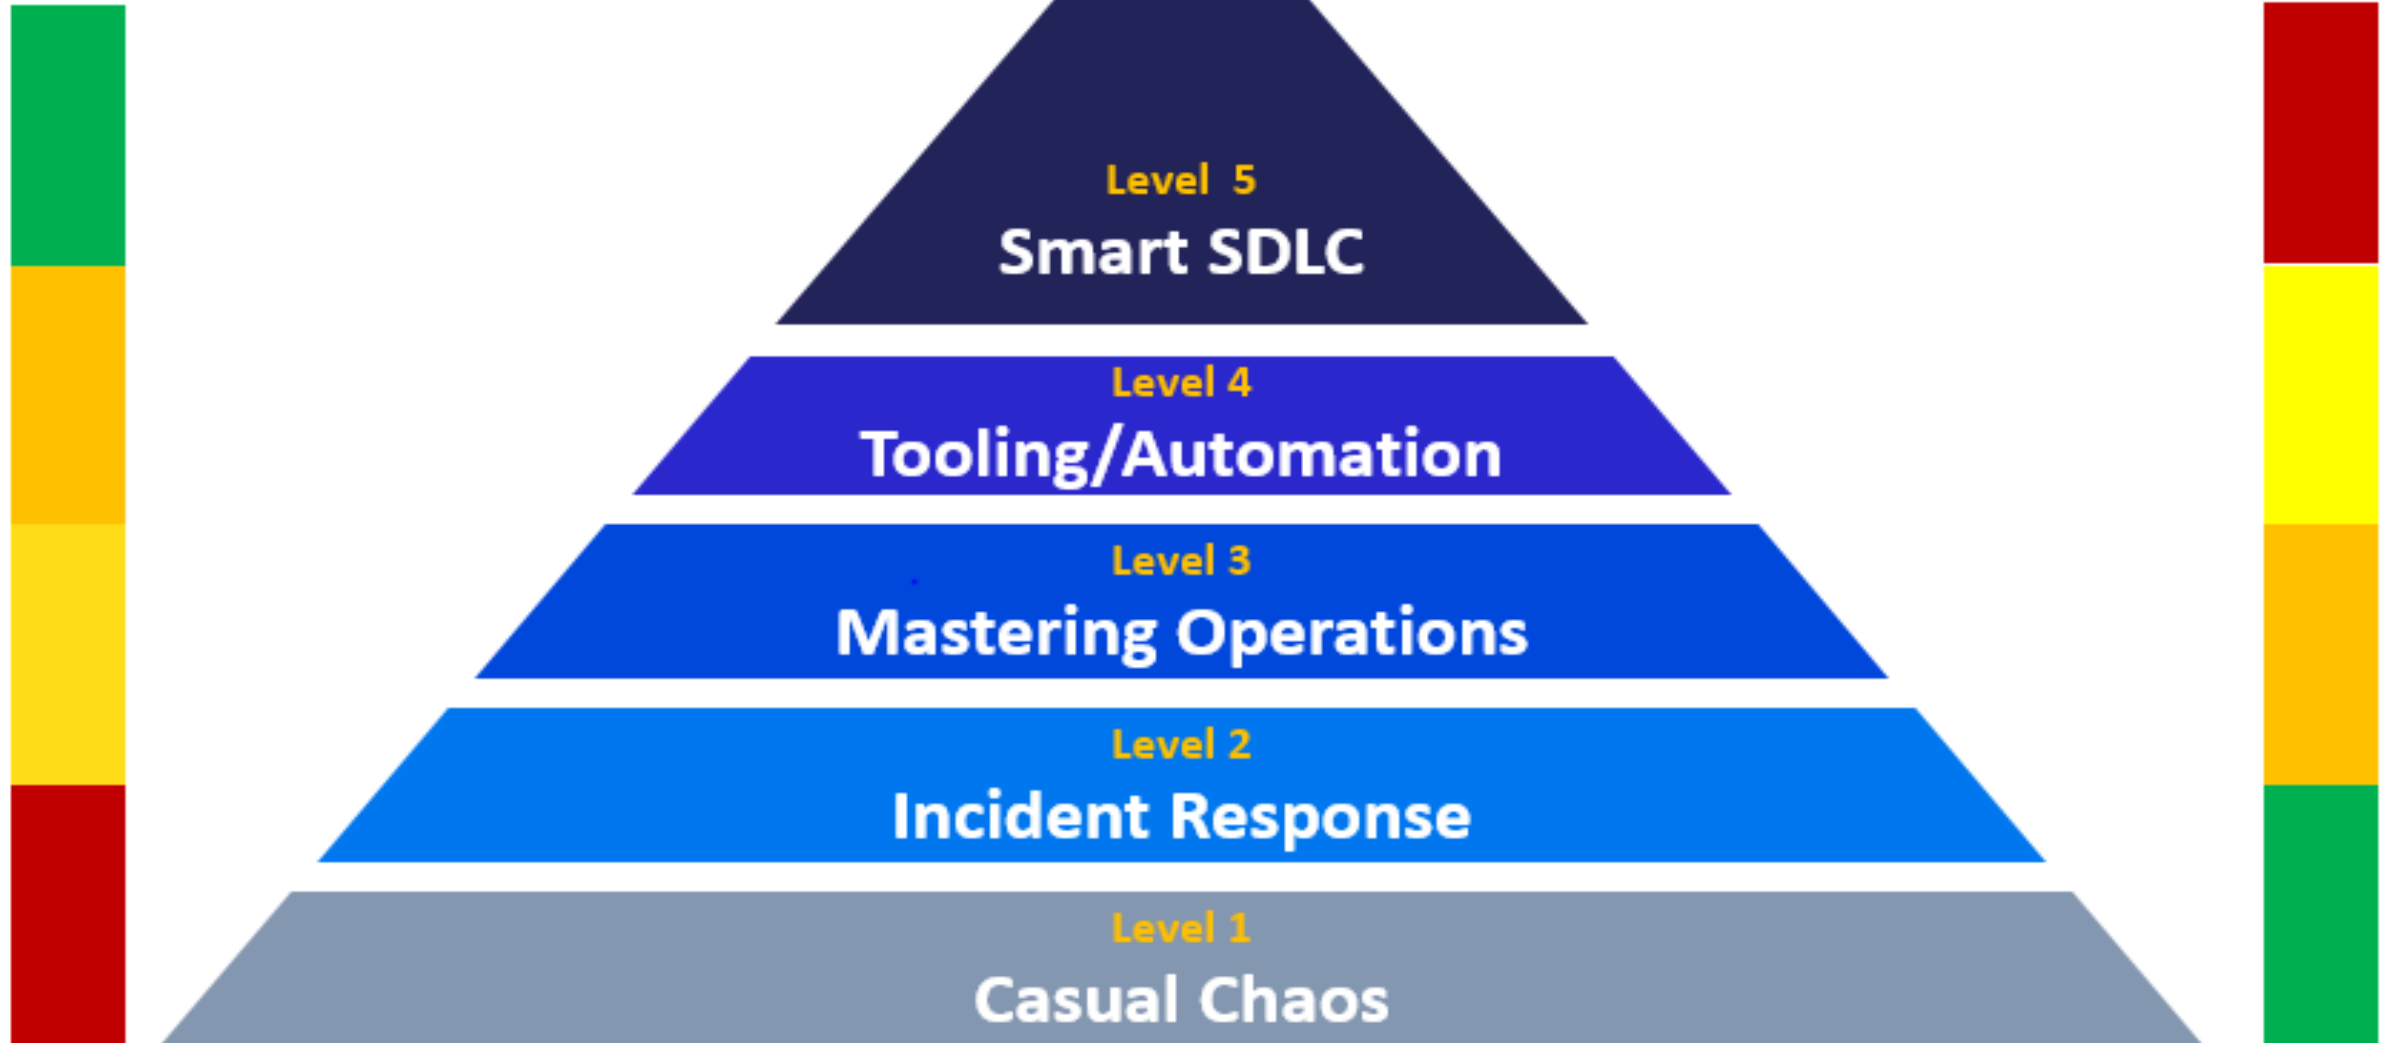 Level  5
Smart SDLC
Level 4
Tooling/Automation
Level 3
Mastering Operations
Level 2
Incident Response
Level 1
Casual Chaos